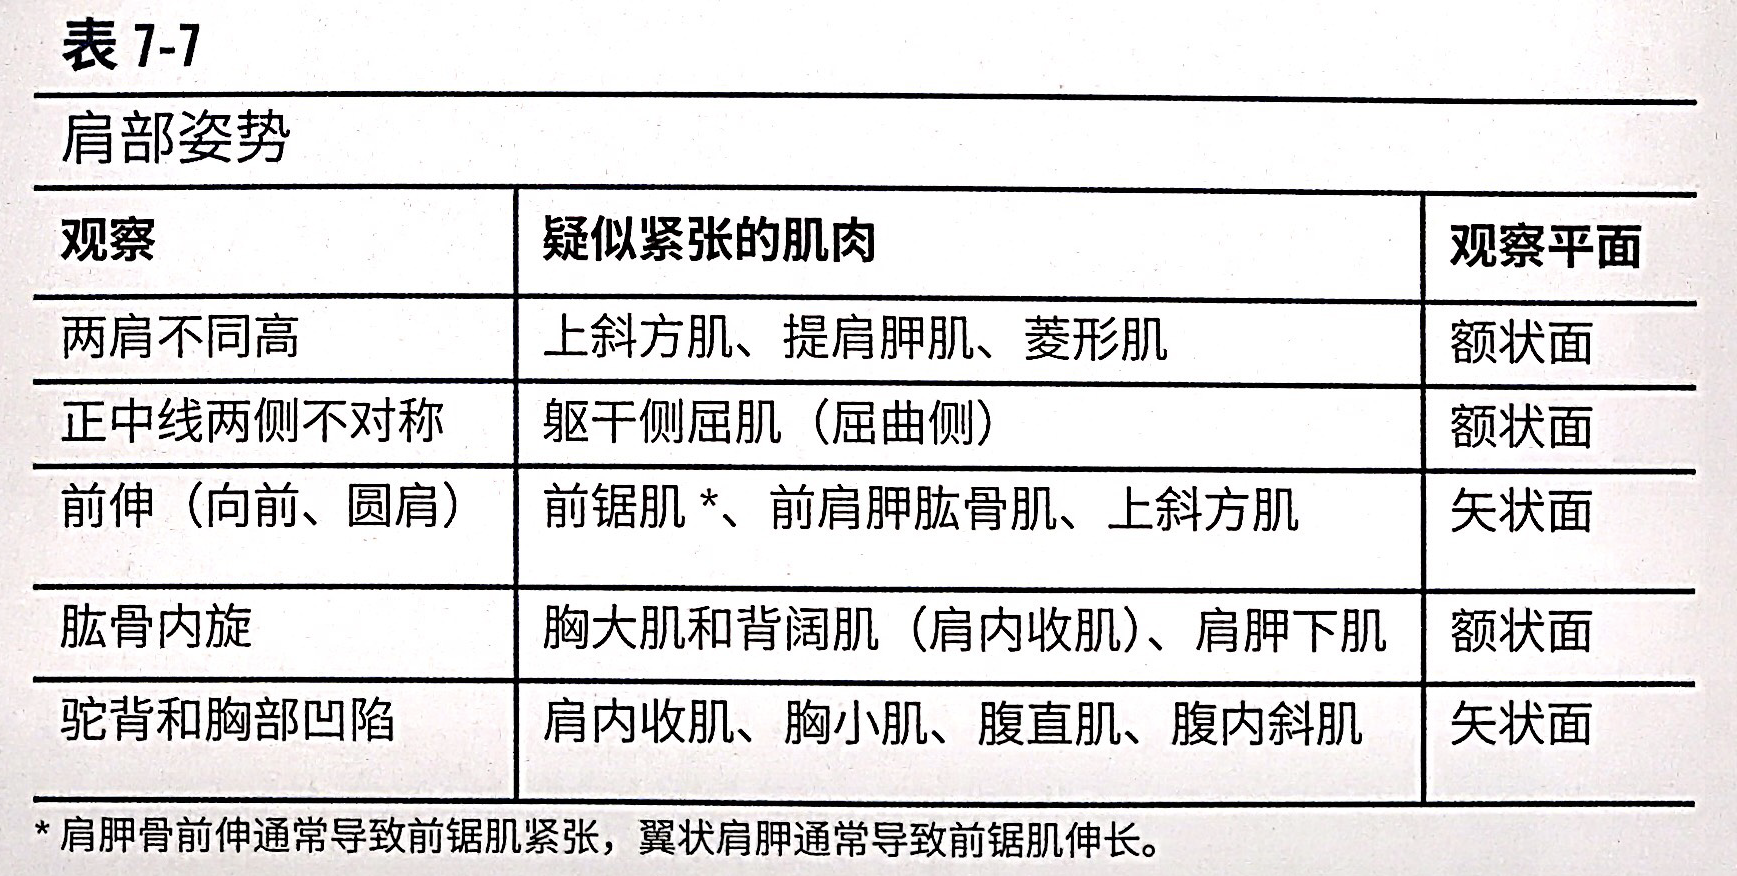 表 7-7
肩部姿势
观察 疑似紧张的肌肉 观察平面
两肩不同高 上斜方肌、提肩胛肌、菱形肌 额状面
正中线两侧不对称 躯干侧屈肌（屈曲侧） 额状面
前伸（向前、圆肩） 前锯肌 *、前肩胛肱骨肌、上斜方肌 矢状面
肱骨内旋 胸大肌和背阔肌（肩内收肌）、肩胛下肌 额状面
驼背和胸部凹陷 肩内收肌、胸小肌、腹直肌、腹内斜肌 矢状面
* 肩胛骨前伸通常导致前锯肌紧张，翼状肩胛通常导致前锯肌伸长。